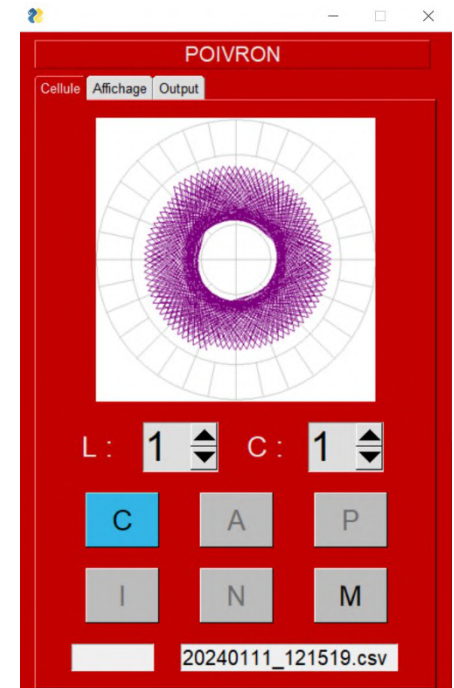 POIVRON
Cellule Affichage Output
L : 1 C : 1
C A P
I N M
20240111_121519.csv